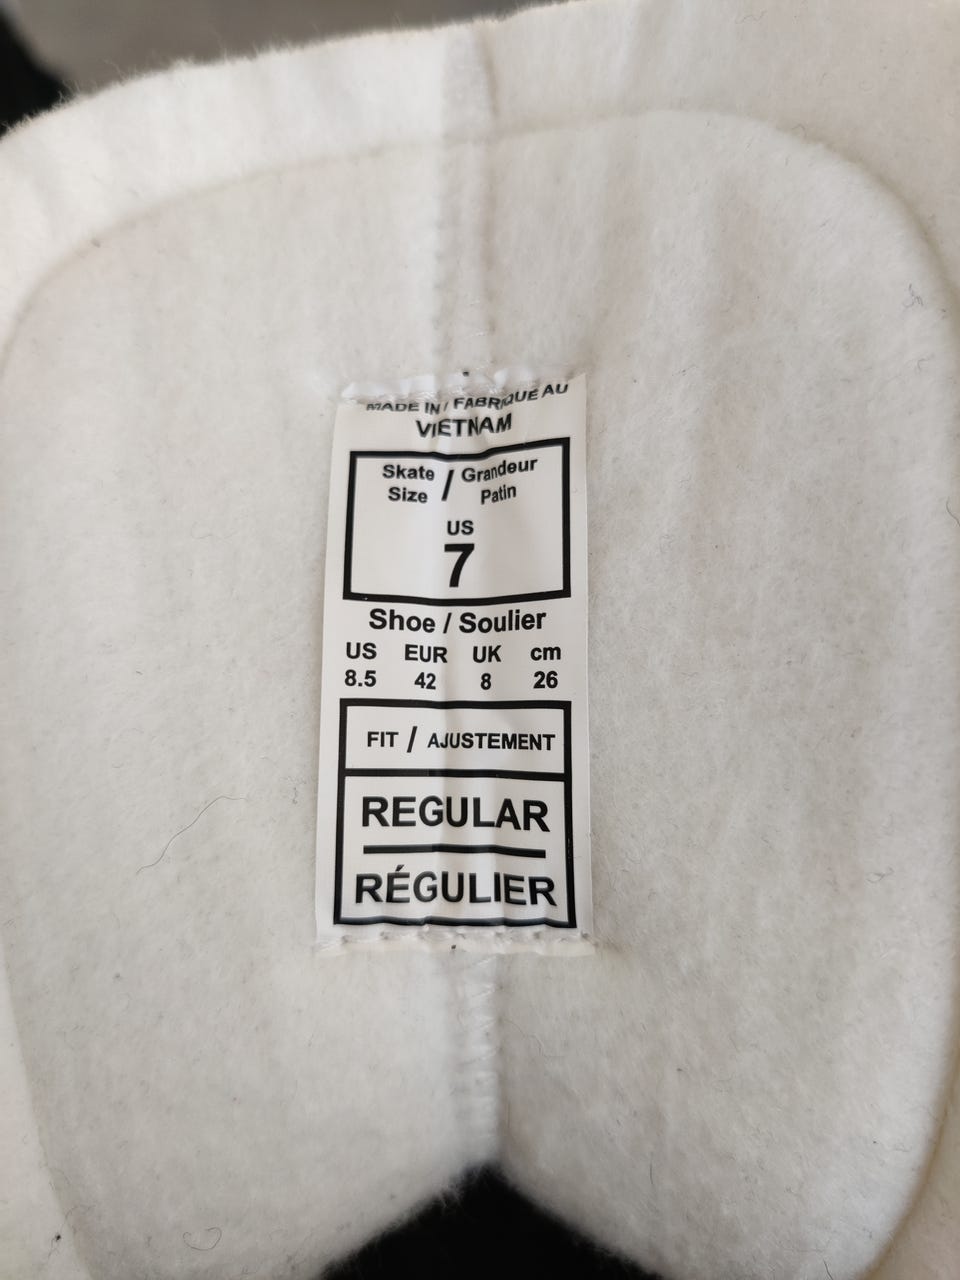 MADE IN / FABRIQUE AU
VIETNAM
Skate Size / Grandeur Patin
US
7
Shoe / Soulier
US EUR UK cm
8.5 42 8 26
FIT / AJUSTEMENT
REGULAR
RÉGULIER